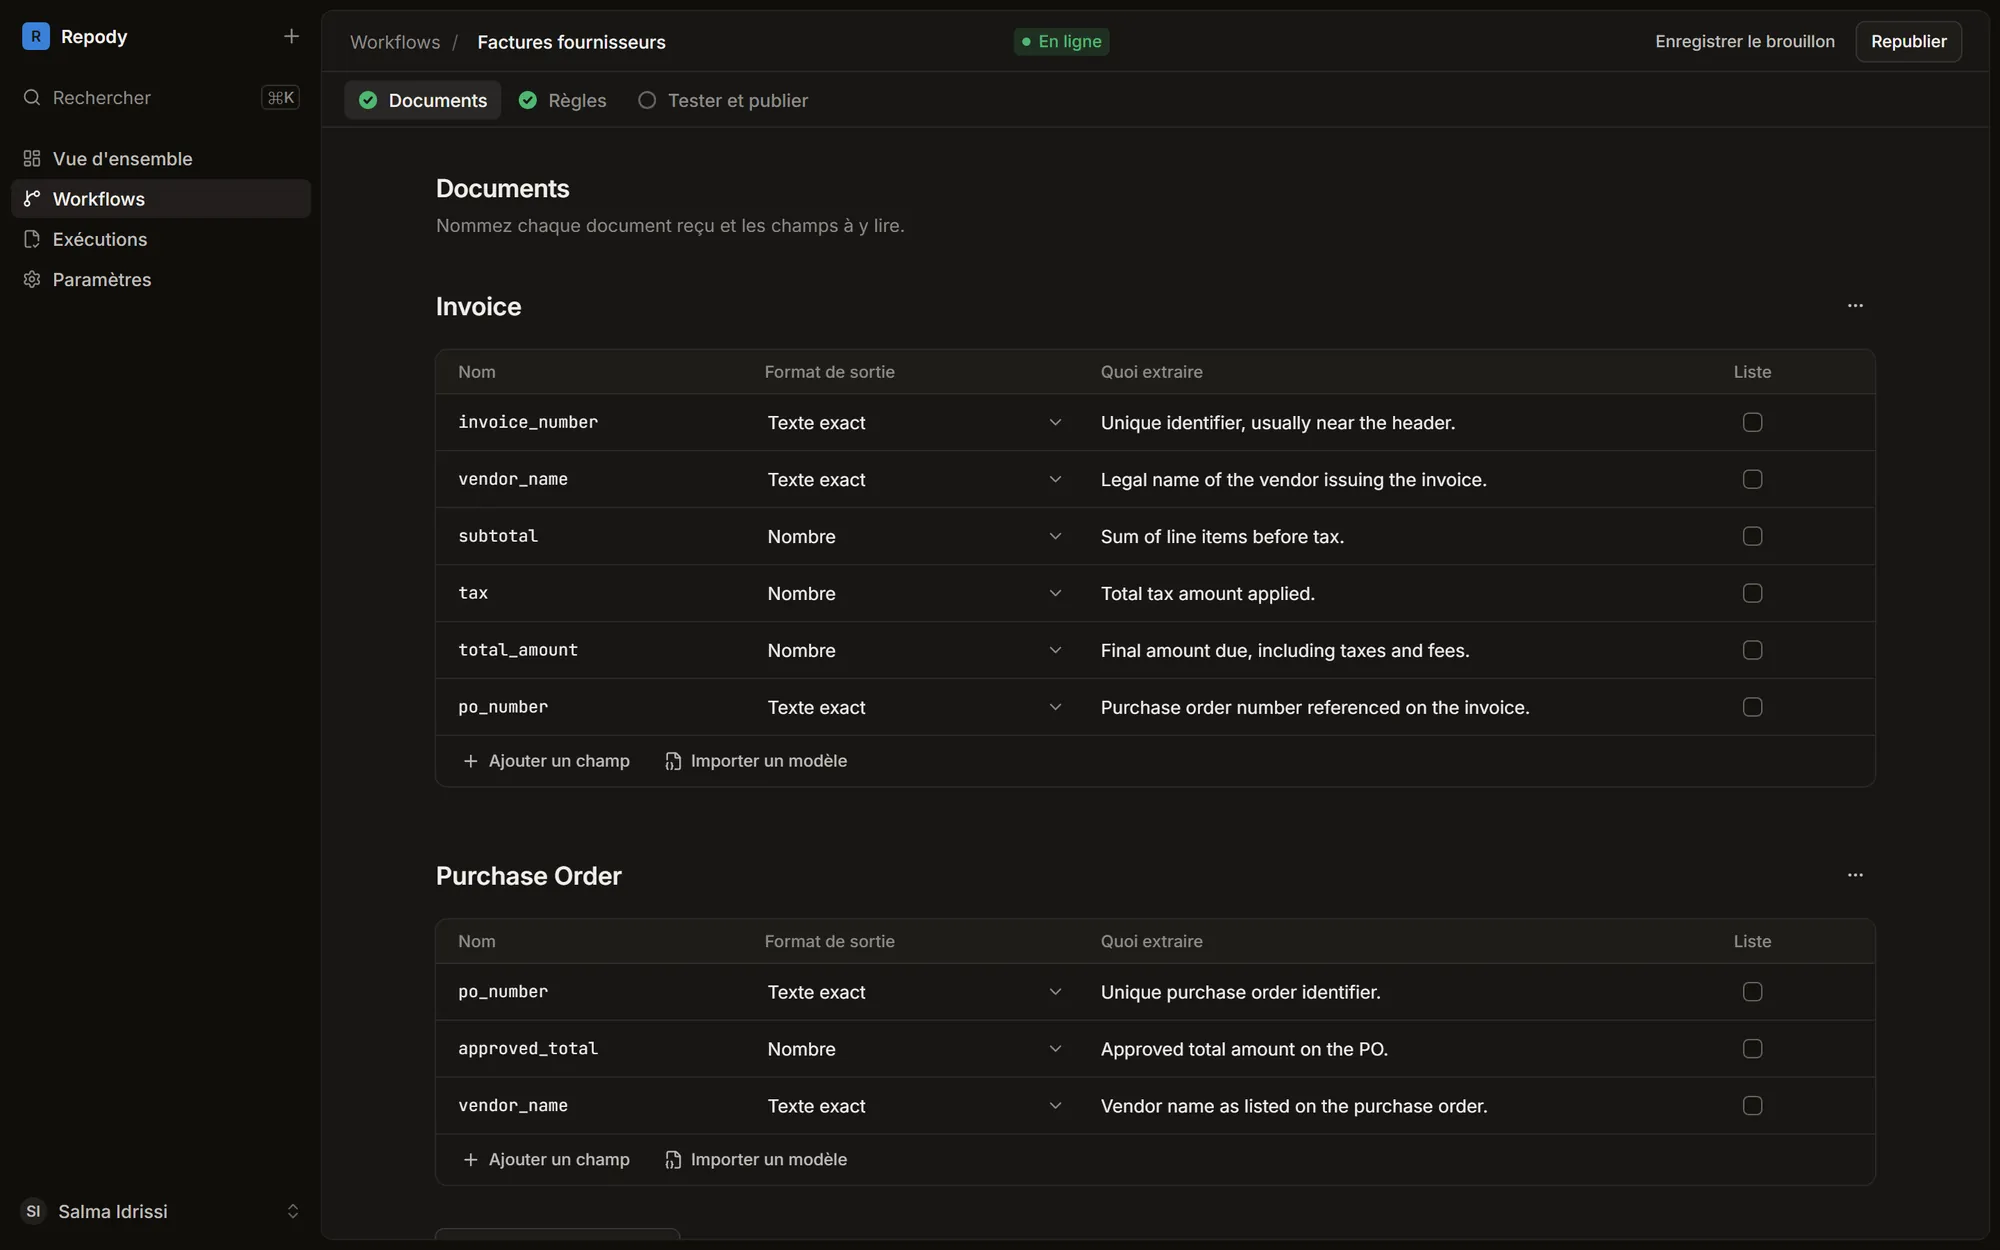 R Repody
Rechercher ⌘K
Vue d'ensemble
Workflows
Exécutions
Paramètres
SI Salma Idrissi
Workflows / Factures fournisseurs
En ligne
Enregistrer le brouillon
Republier
Documents
Règles
Tester et publier
Documents
Nommez chaque document reçu et les champs à y lire.
Invoice
Nom Format de sortie Quoi extraire Liste
invoice_number Texte exact Unique identifier, usually near the header.
vendor_name Texte exact Legal name of the vendor issuing the invoice.
subtotal Nombre Sum of line items before tax.
tax Nombre Total tax amount applied.
total_amount Nombre Final amount due, including taxes and fees.
po_number Texte exact Purchase order number referenced on the invoice.
Ajouter un champ Importer un modèle
Purchase Order
Nom Format de sortie Quoi extraire Liste
po_number Texte exact Unique purchase order identifier.
approved_total Nombre Approved total amount on the PO.
vendor_name Texte exact Vendor name as listed on the purchase order.
Ajouter un champ Importer un modèle